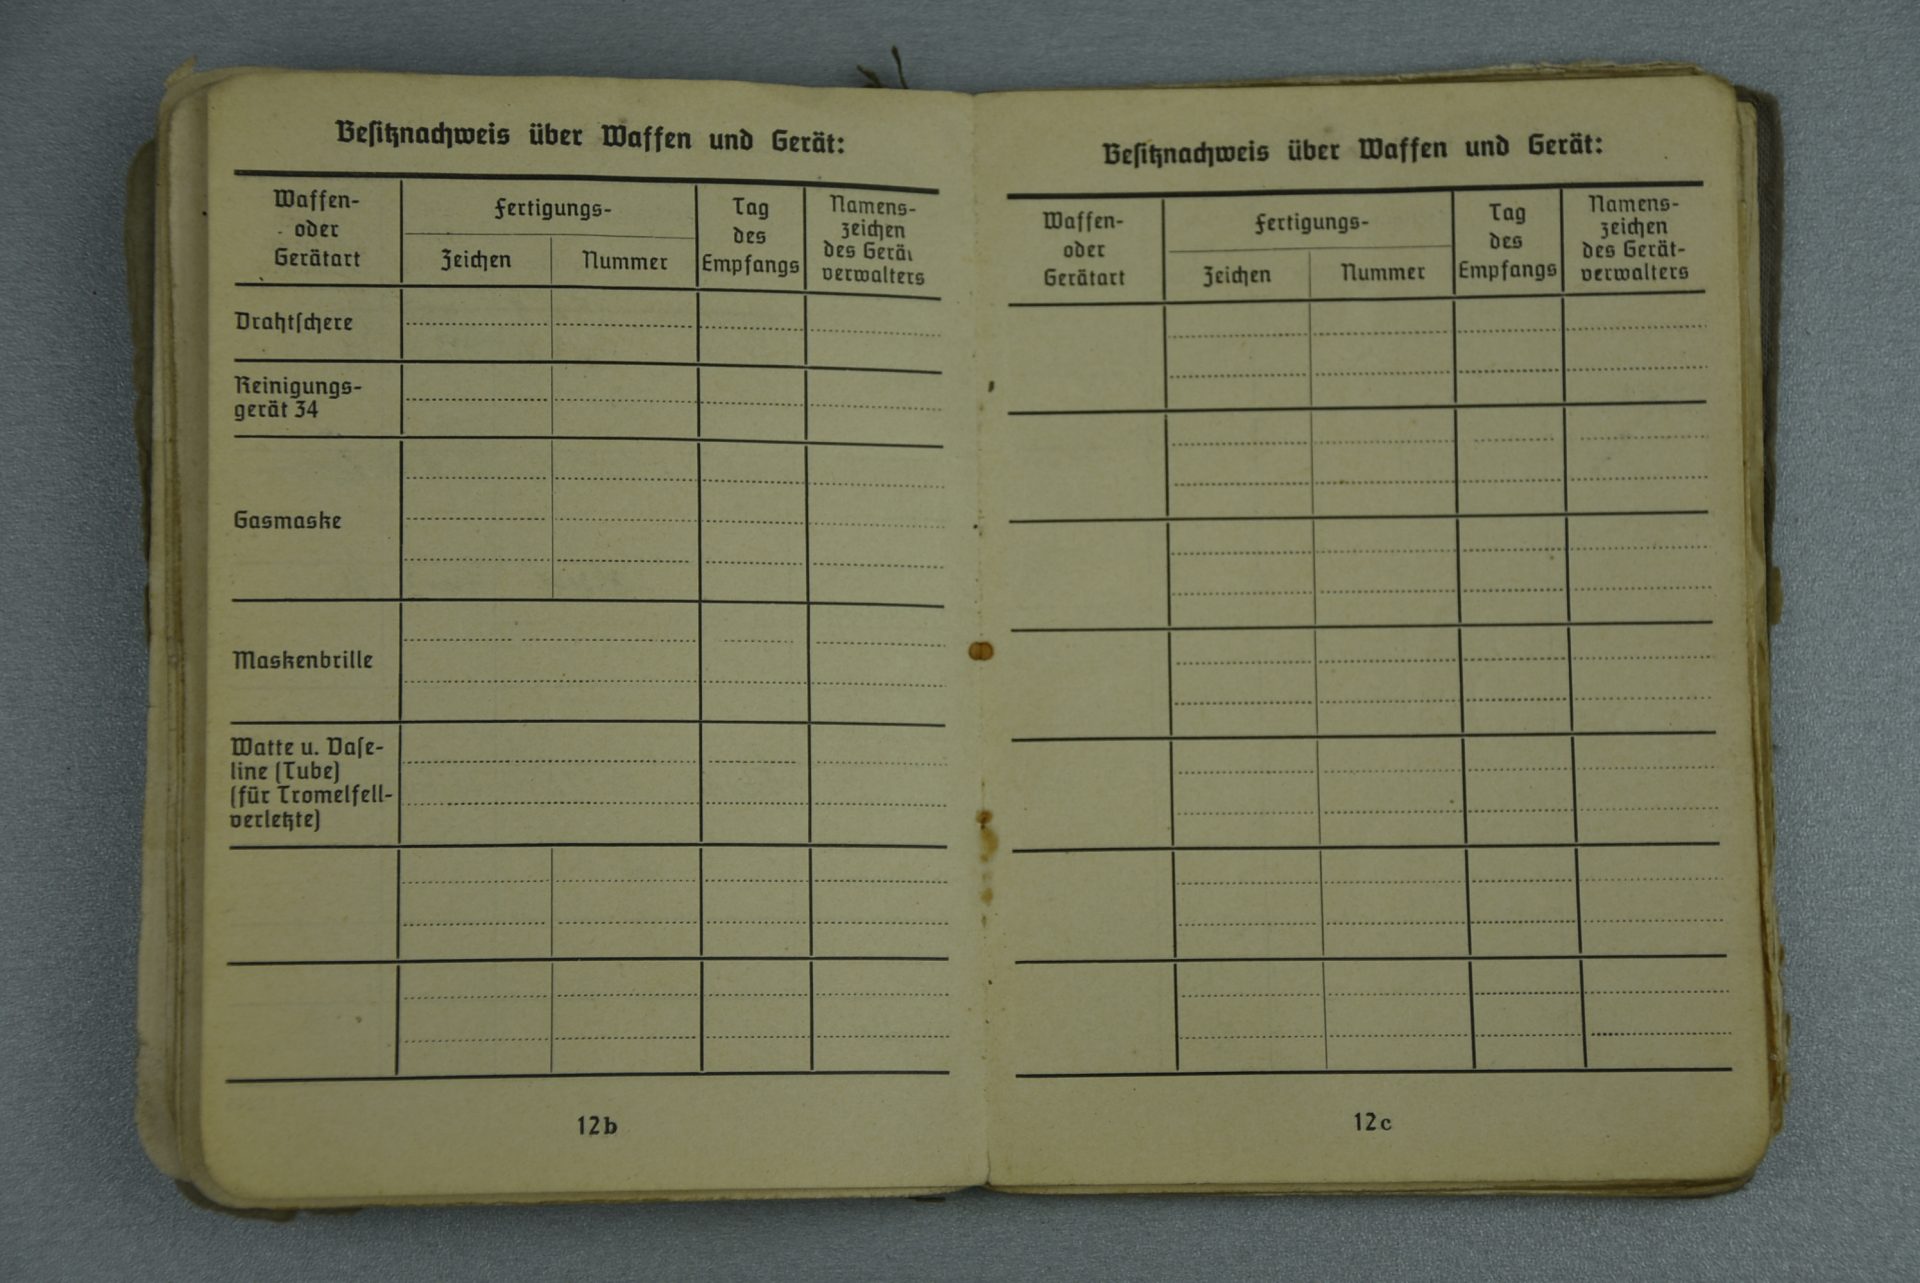 Besitznachweis über Waffen und Gerät:
Waffen-
oder
Gerätart
Fertigungs-
Zeichen
Nummer
Tag
des
Empfangs
Namens-
zeichen
des Gerät
verwalters
Drahtschere
Reinigungs-
gerät 34
Gasmaske
Maskenbrille
Watte u. Vase-
line (Tube)
(für Tromelfell-
verletzte)
12b
Besitznachweis über Waffen und Gerät:
Waffen-
oder
Gerätart
Fertigungs-
Zeichen
Nummer
Tag
des
Empfangs
Namens-
zeichen
des Gerät-
verwalters
12c